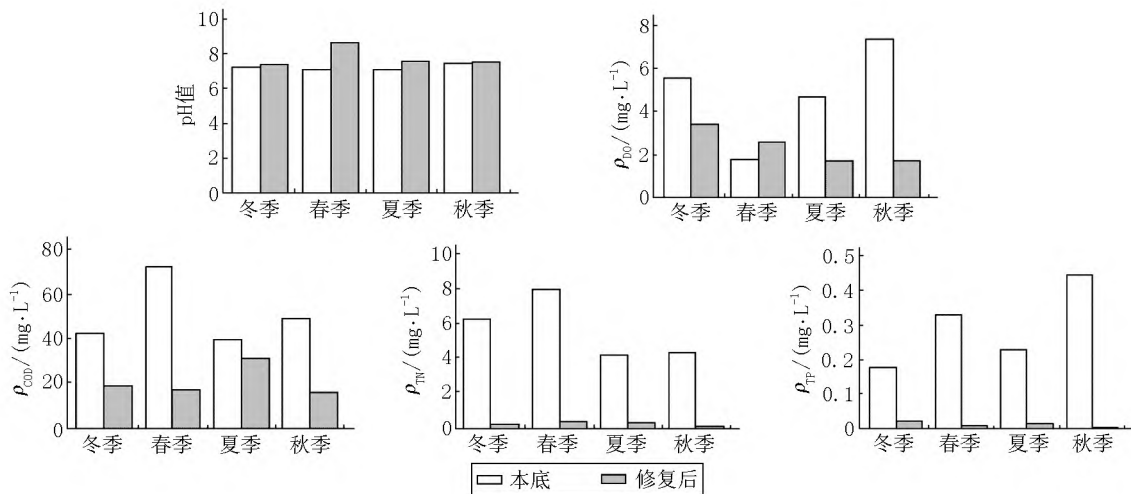 pH值
10
8
6
4
2
0
冬季 春季 夏季 秋季
ρDO/(mg·L-1)
8
6
4
2
0
冬季 春季 夏季 秋季
ρCOD/(mg·L-1)
80
60
40
20
0
冬季 春季 夏季 秋季
ρTN/(mg·L-1)
10
8
6
4
2
0
冬季 春季 夏季 秋季
ρTP/(mg·L-1)
0.5
0.4
0.3
0.2
0.1
0
冬季 春季 夏季 秋季
本底 修复后